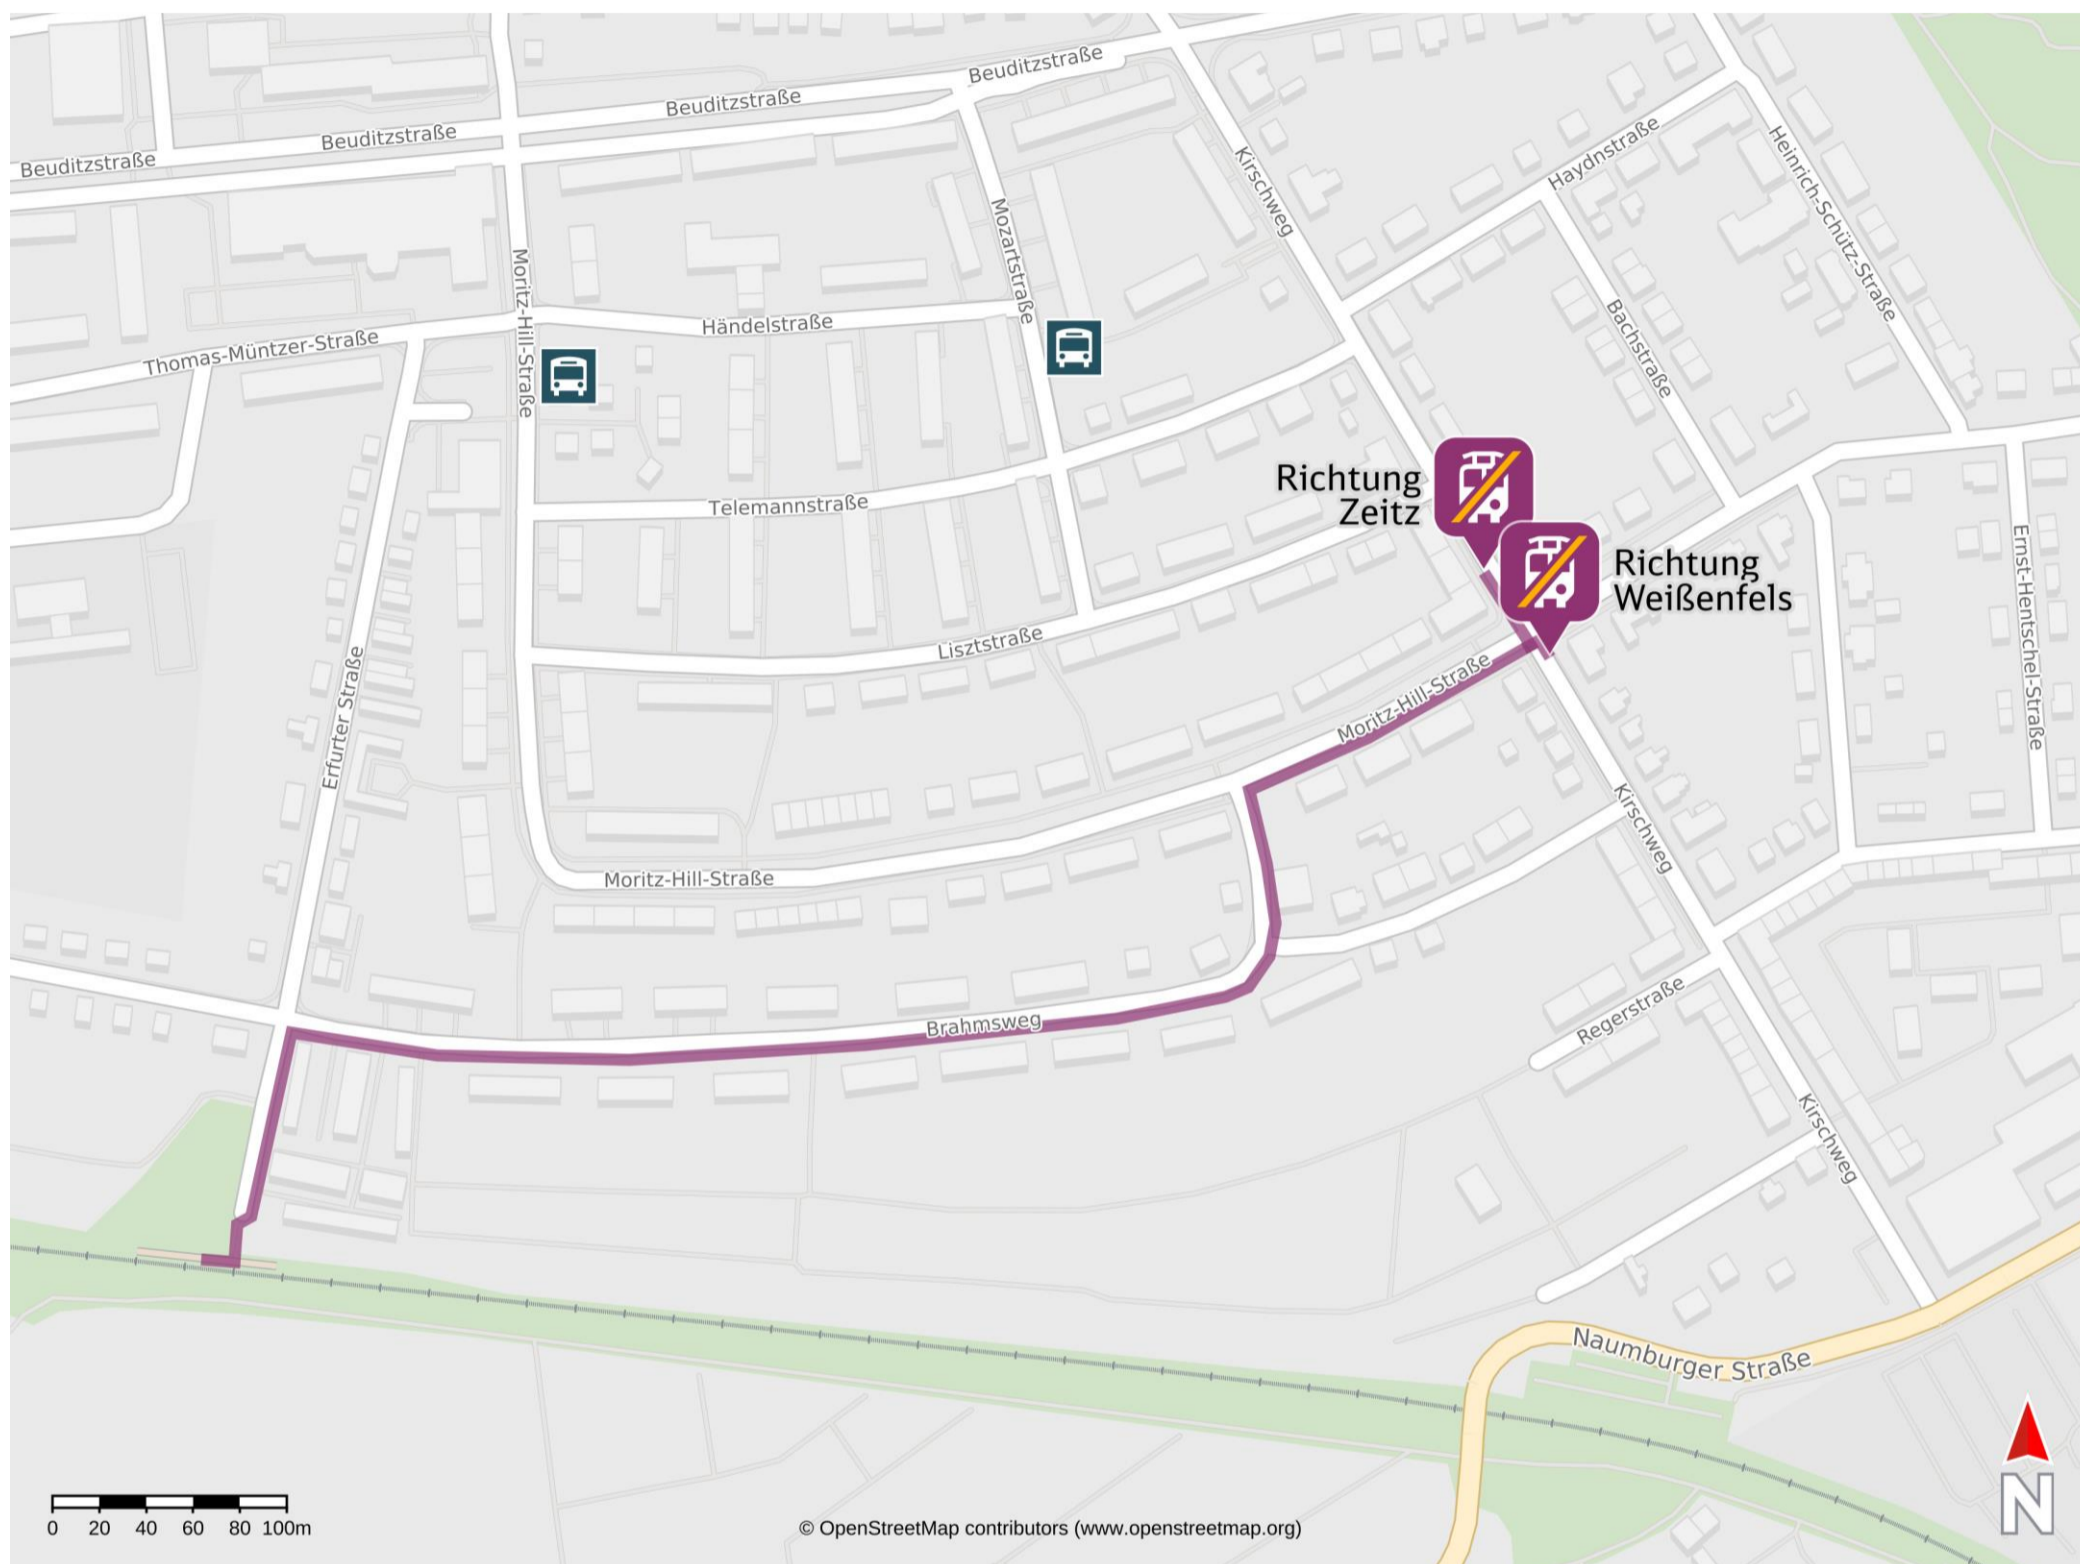 Beuditzstraße
Beuditzstraße
Beuditzstraße
Beuditzstraße
Kirschweg
Haydnstraße
Heinrich-Schütz-Straße
Mozartstraße
Moritz-Hill-Straße
Händelstraße
Thomas-Müntzer-Straße
Bachstraße
Richtung
Zeitz
Telemannstraße
Richtung
Weißenfels
Ernst-Hentschel-Straße
Lisztstraße
Erfurter Straße
Moritz-Hill-Straße
Kirschweg
Moritz-Hill-Straße
Brahmsweg
Regerstraße
Kirschweg
Naumburger Straße
N
0 20 40 60 80 100m
© OpenStreetMap contributors (www.openstreetmap.org)